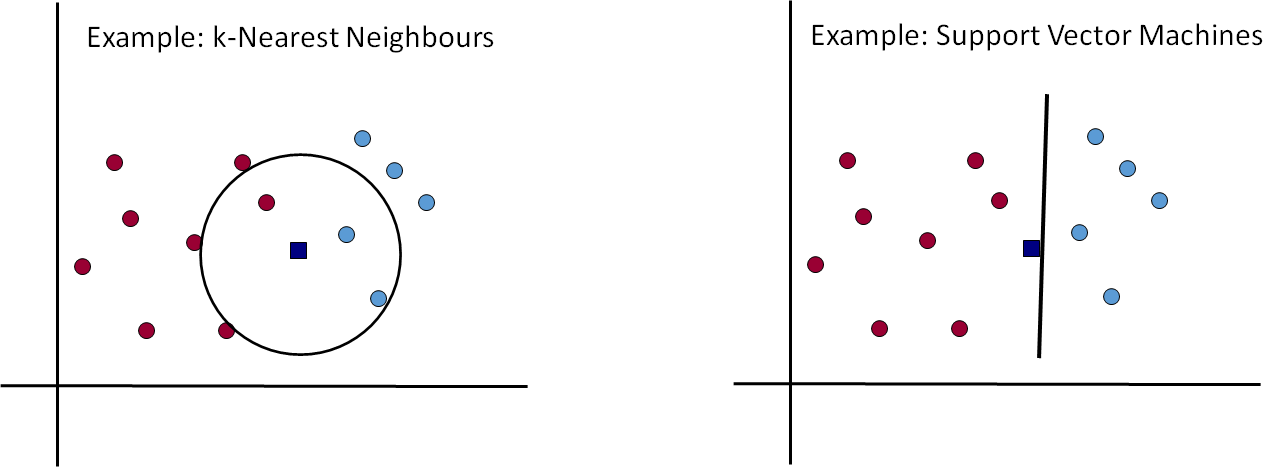 Example: k-Nearest Neighbours
Example: Support Vector Machines